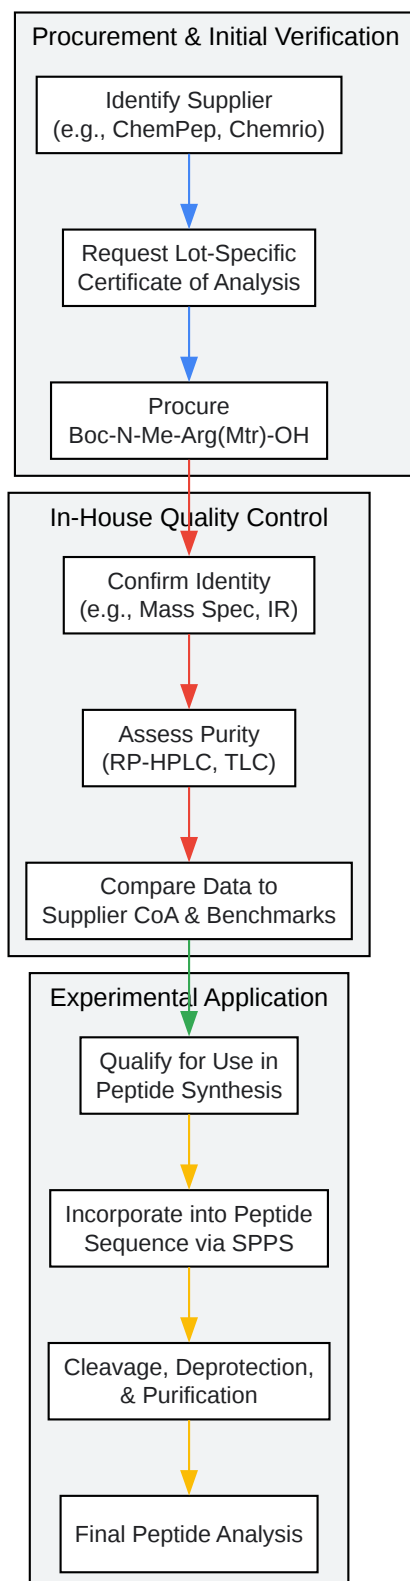 Procurement & Initial Verification
Identify Supplier
(e.g., ChemPep, Chemrio)
Request Lot-Specific
Certificate of Analysis
Procure
Boc-N-Me-Arg(Mtr)-OH
In-House Quality Control
Confirm Identity
(e.g., Mass Spec, IR)
Assess Purity
(RP-HPLC, TLC)
Compare Data to
Supplier CoA & Benchmarks
Experimental Application
Qualify for Use in
Peptide Synthesis
Incorporate into Peptide
Sequence via SPPS
Cleavage, Deprotection,
& Purification
Final Peptide Analysis